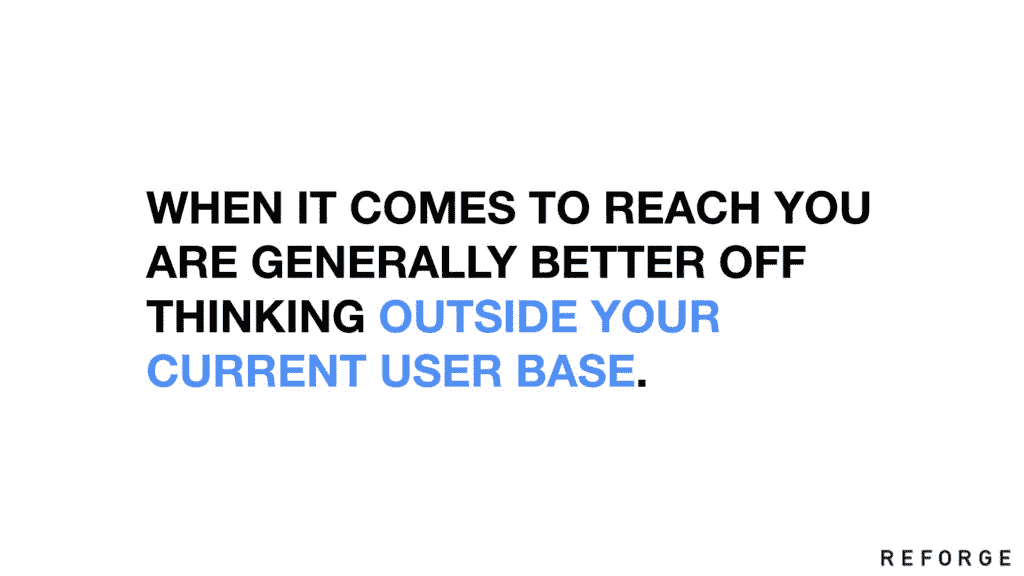 WHEN IT COMES TO REACH YOU
ARE GENERALLY BETTER OFF
THINKING OUTSIDE YOUR
CURRENT USER BASE.
REFORGE